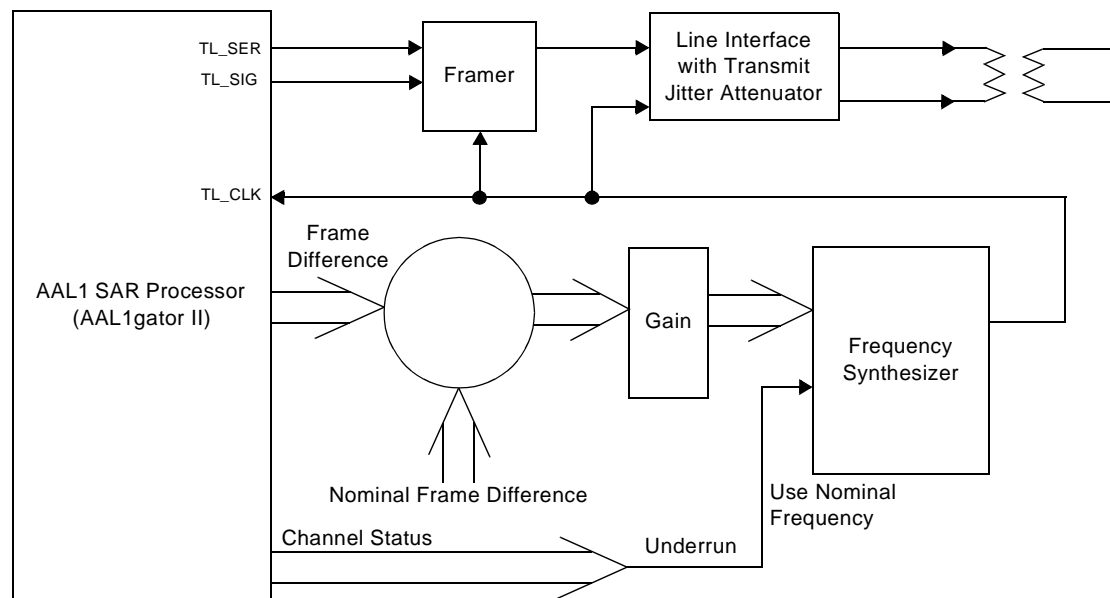 TL_SER
TL_SIG
Framer
Line Interface
with Transmit
Jitter Attenuator
TL_CLK
Frame
Difference
AAL1 SAR Processor
(AAL1gator II)
Gain
Frequency
Synthesizer
Nominal Frame Difference
Use Nominal
Frequency
Channel Status
Underrun